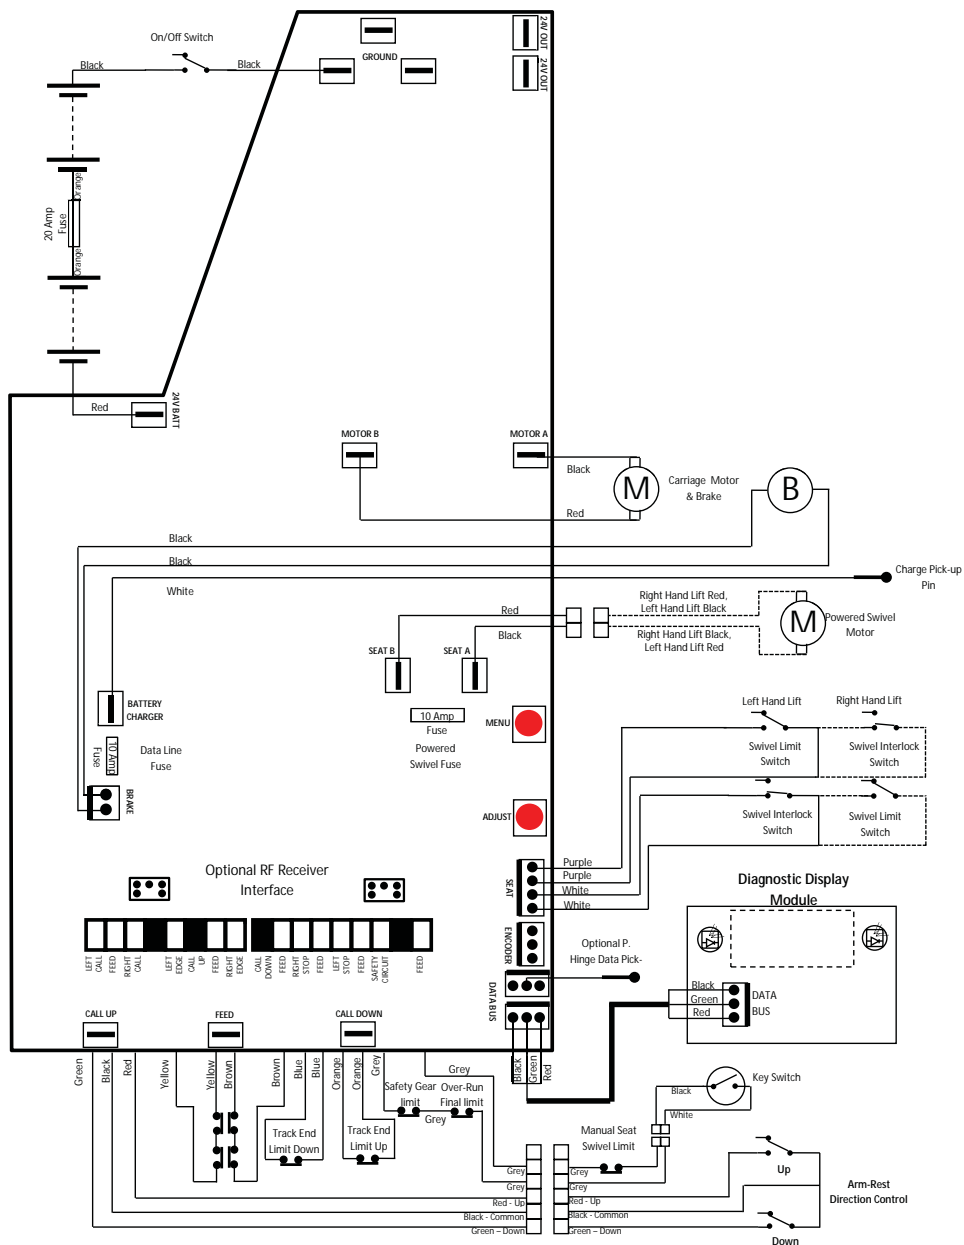 On/Off Switch
Black
Black
GROUND
24V OUT
24V OUT
Orange
20 Amp
Fuse
Orange
Red
24V BATT
MOTOR B
MOTOR A
Black
Red
M
Carriage Motor
& Brake
B
Black
Black
White
Charge Pick-up
Pin
Red
Black
Right Hand Lift Red,
Left Hand Lift Black
Right Hand Lift Black,
Left Hand Lift Red
M
Powered Swivel
Motor
SEAT B
SEAT A
BATTERY
CHARGER
10 Amp
Fuse
Powered
Swivel Fuse
MENU
10 Amp
Fuse
Data Line
Fuse
BRAKE
ADJUST
Left Hand Lift
Right Hand Lift
Swivel Limit
Switch
Swivel Interlock
Switch
Swivel Interlock
Switch
Swivel Limit
Switch
Optional RF Receiver
Interface
SEAT
Purple
Purple
White
White
ENCODER
Optional P.
Hinge Data Pick-
DATA BUS
Diagnostic Display
Module
Black
Green
Red
DATA
BUS
LEFT
CALL
FEED
RIGHT
CALL
LEFT
EDGE
CALL
UP
FEED
RIGHT
EDGE
CALL
DOWN
FEED
RIGHT
STOP
FEED
LEFT
STOP
FEED
SAFETY
CIRCUIT
FEED
CALL UP
FEED
CALL DOWN
Green
Black
Red
Yellow
Yellow
Brown
Brown
Blue
Blue
Orange
Orange
Grey
Grey
Black
Green
Red
Safety Gear
limit
Over-Run
Final limit
Grey
Track End
Limit Down
Track End
Limit Up
Key Switch
Black
White
Manual Seat
Swivel Limit
Grey
Grey
Red - Up
Black - Common
Green – Down
Grey
Grey
Red - Up
Black - Common
Green – Down
Up
Arm-Rest
Direction Control
Down